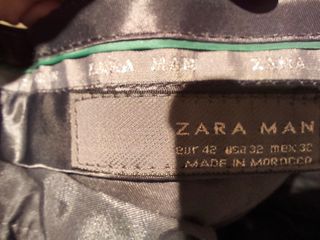 ZARA MAN ZARA
ZARA MAN
EUR 42 USA 32 MEX 32
MADE IN MOROCCO